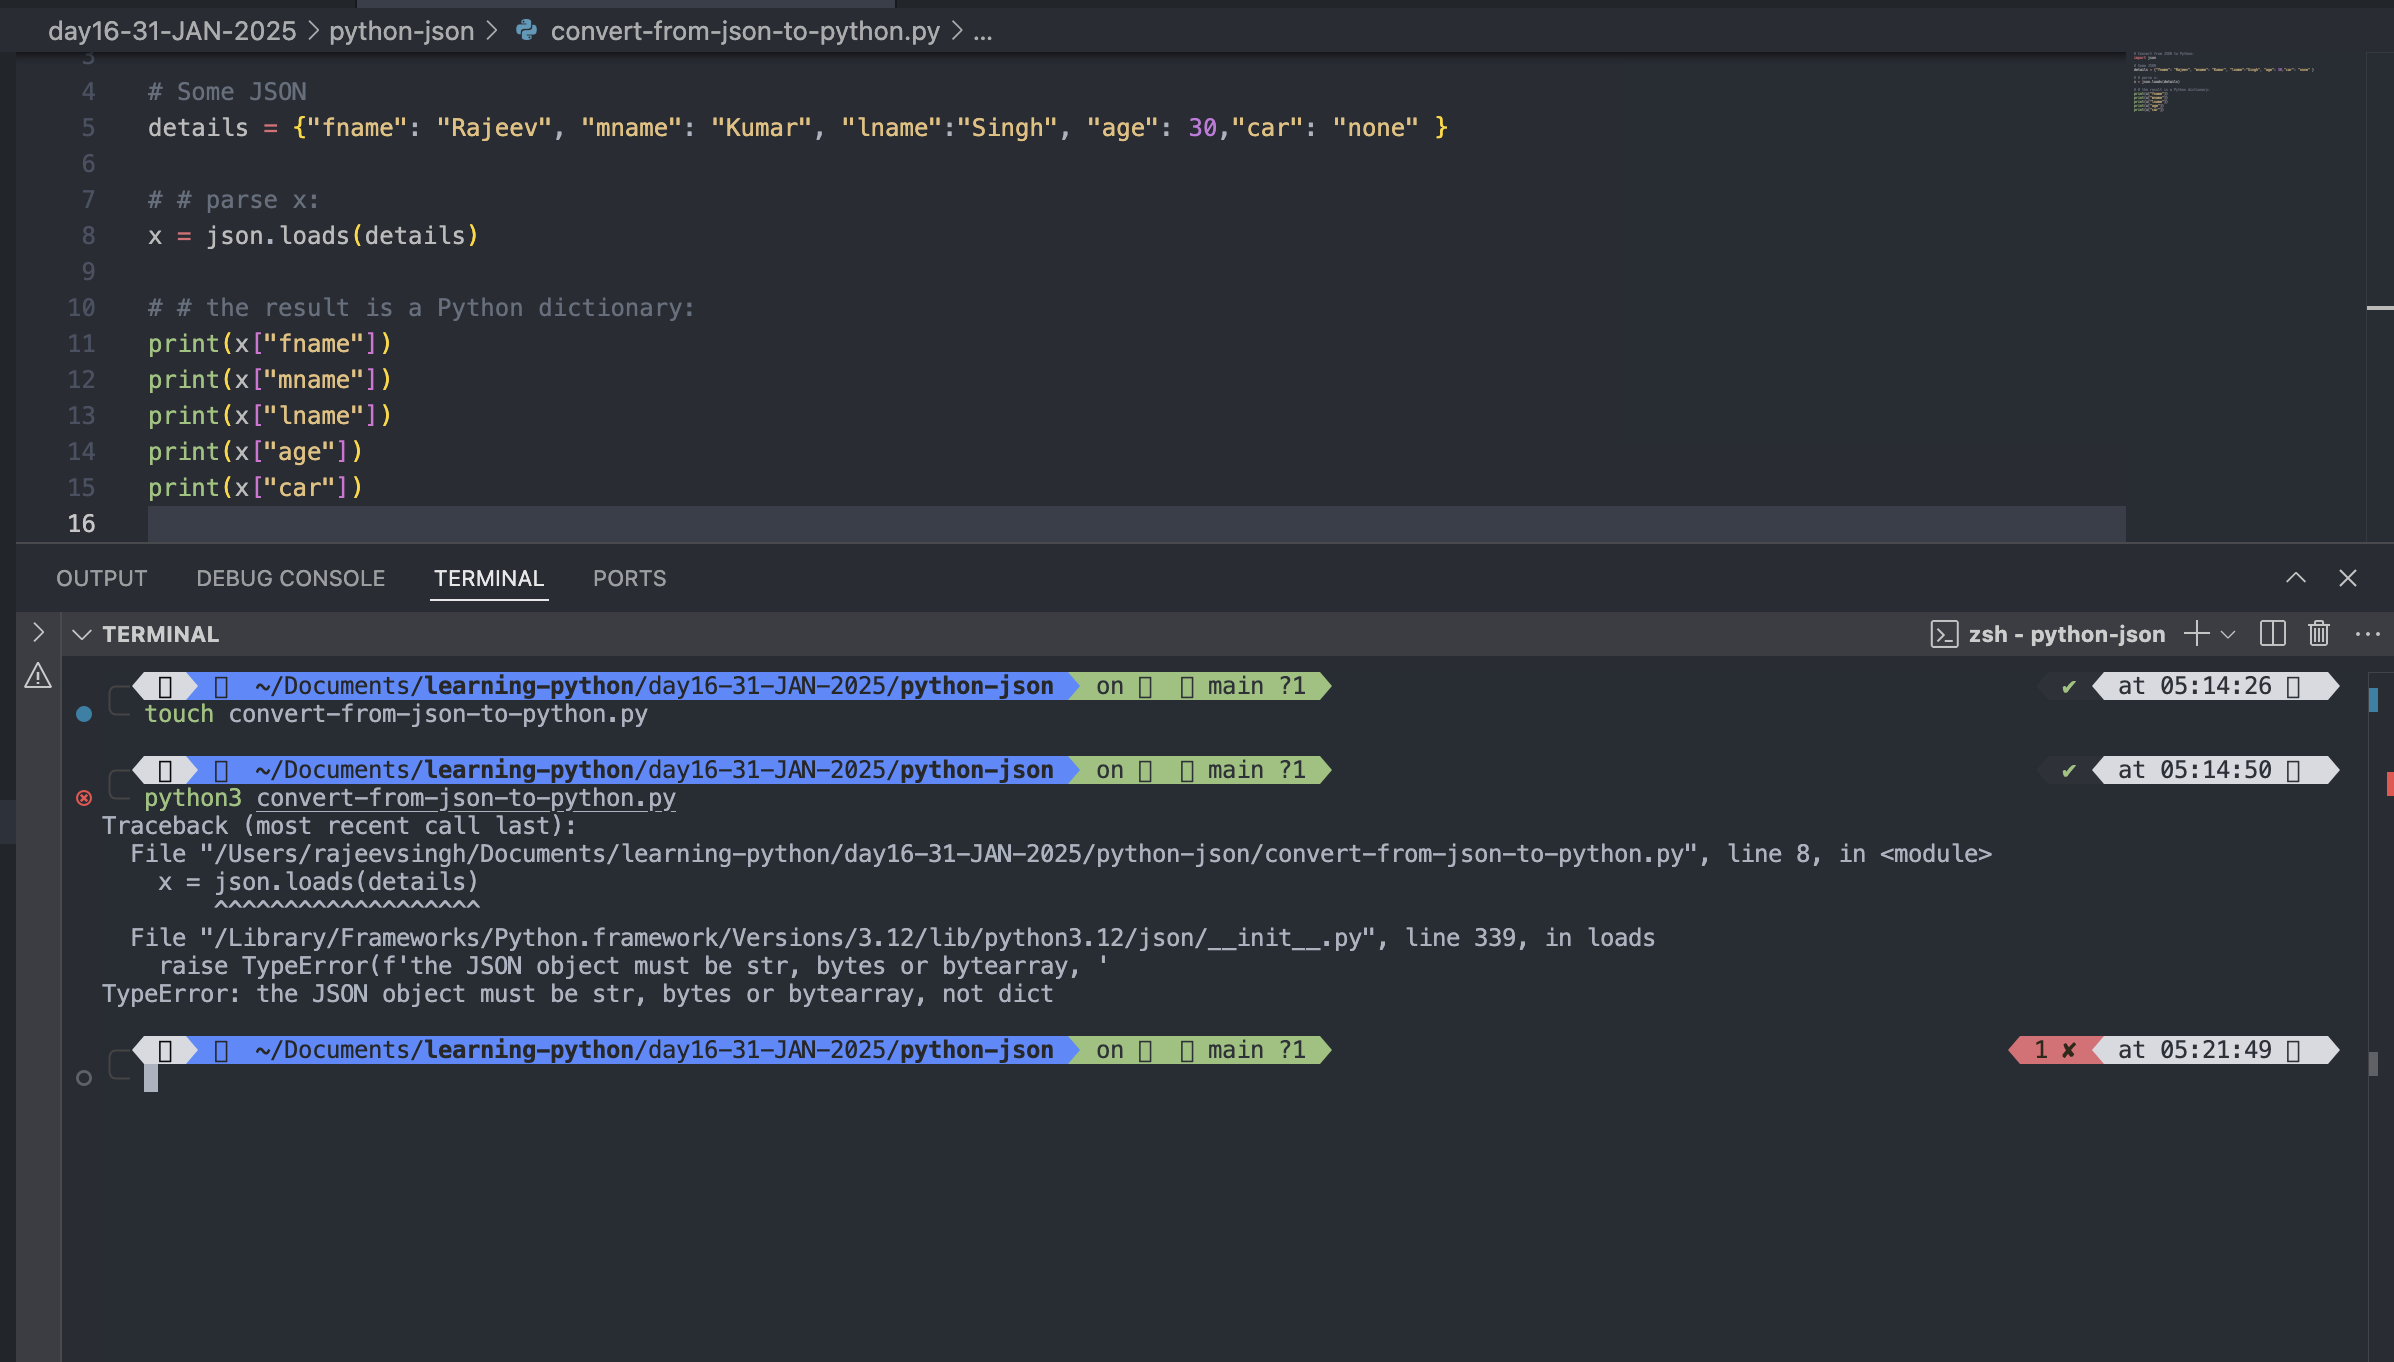 day16-31-JAN-2025 > python-json > convert-from-json-to-python.py > ...
3
4 # Some JSON
5 details = {"fname": "Rajeev", "mname": "Kumar", "lname":"Singh", "age": 30,"car": "none" }
6
7 # # parse x:
8 x = json.loads(details)
9
10 # # the result is a Python dictionary:
11 print(x["fname"])
12 print(x["mname"])
13 print(x["lname"])
14 print(x["age"])
15 print(x["car"])
16
OUTPUT DEBUG CONSOLE TERMINAL PORTS
TERMINAL zsh - python-json
~/Documents/learning-python/day16-31-JAN-2025/python-json on main ?1 ✔ at 05:14:26
touch convert-from-json-to-python.py
~/Documents/learning-python/day16-31-JAN-2025/python-json on main ?1 ✔ at 05:14:50
python3 convert-from-json-to-python.py
Traceback (most recent call last):
File "/Users/rajeevsingh/Documents/learning-python/day16-31-JAN-2025/python-json/convert-from-json-to-python.py", line 8, in <module>
x = json.loads(details)
^^^^^^^^^^^^^^^^^^^
File "/Library/Frameworks/Python.framework/Versions/3.12/lib/python3.12/json/__init__.py", line 339, in loads
raise TypeError(f'the JSON object must be str, bytes or bytearray, '
TypeError: the JSON object must be str, bytes or bytearray, not dict
~/Documents/learning-python/day16-31-JAN-2025/python-json on main ?1 1 ✘ at 05:21:49